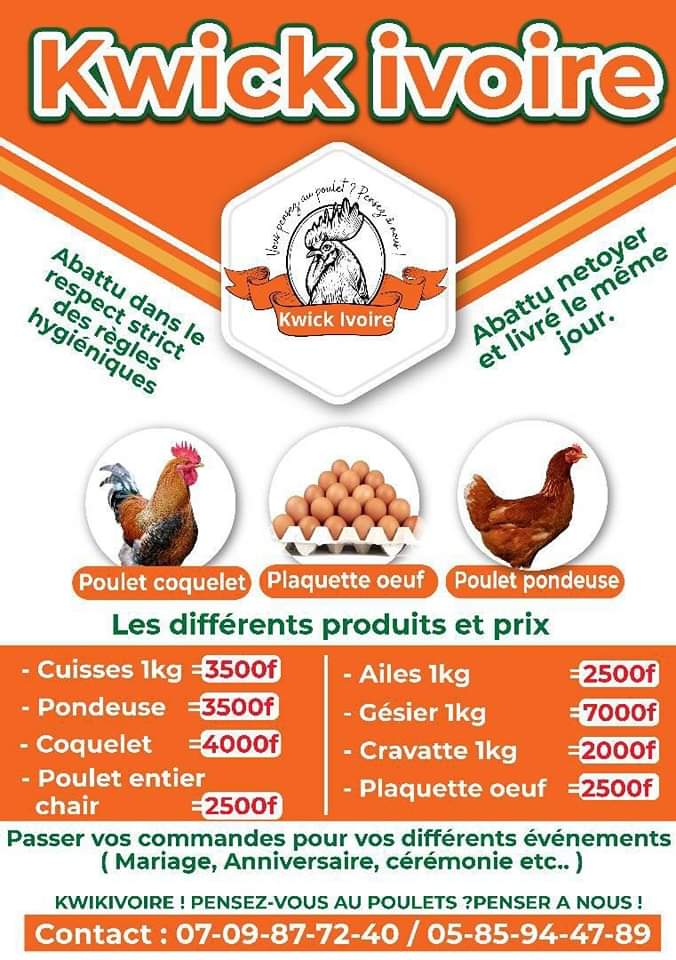 Kwick ivoire
Vous pensez au poulet ? Pensez à nous !
Kwick Ivoire
Abattu dans le
respect strict
des règles
hygiéniques
Abattu netoyer
et livré le même
jour.
Poulet coquelet
Plaquette oeuf
Poulet pondeuse
Les différents produits et prix
- Cuisses 1kg =3500f
- Pondeuse =3500f
- Coquelet =4000f
- Poulet entier
chair =2500f
- Ailes 1kg =2500f
- Gésier 1kg =7000f
- Cravatte 1kg =2000f
- Plaquette oeuf =2500f
Passer vos commandes pour vos différents événements
( Mariage, Anniversaire, cérémonie etc.. )
KWIKIVOIRE ! PENSEZ-VOUS AU POULETS ?PENSER A NOUS !
Contact : 07-09-87-72-40 / 05-85-94-47-89